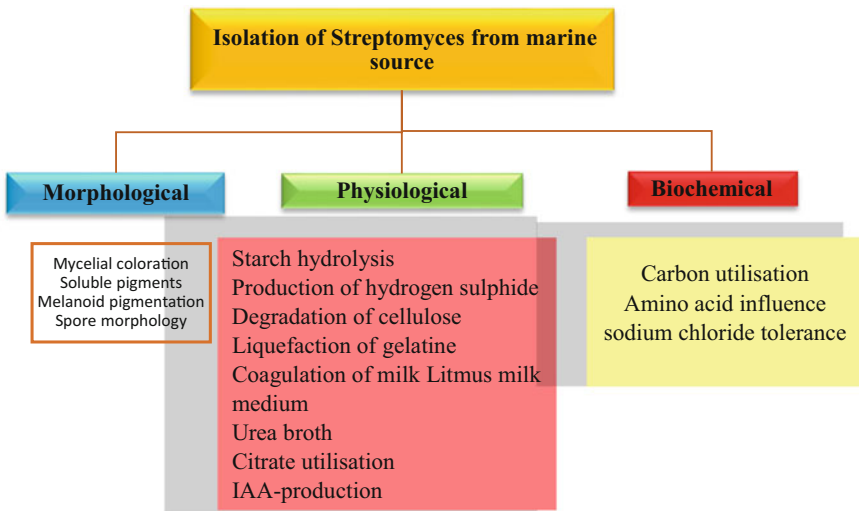 Isolation of Streptomyces from marine
source
Morphological
Physiological
Biochemical
Mycelial coloration
Soluble pigments
Melanoid pigmentation
Spore morphology
Starch hydrolysis
Production of hydrogen sulphide
Degradation of cellulose
Liquefaction of gelatine
Coagulation of milk Litmus milk
medium
Urea broth
Citrate utilisation
IAA-production
Carbon utilisation
Amino acid influence
sodium chloride tolerance